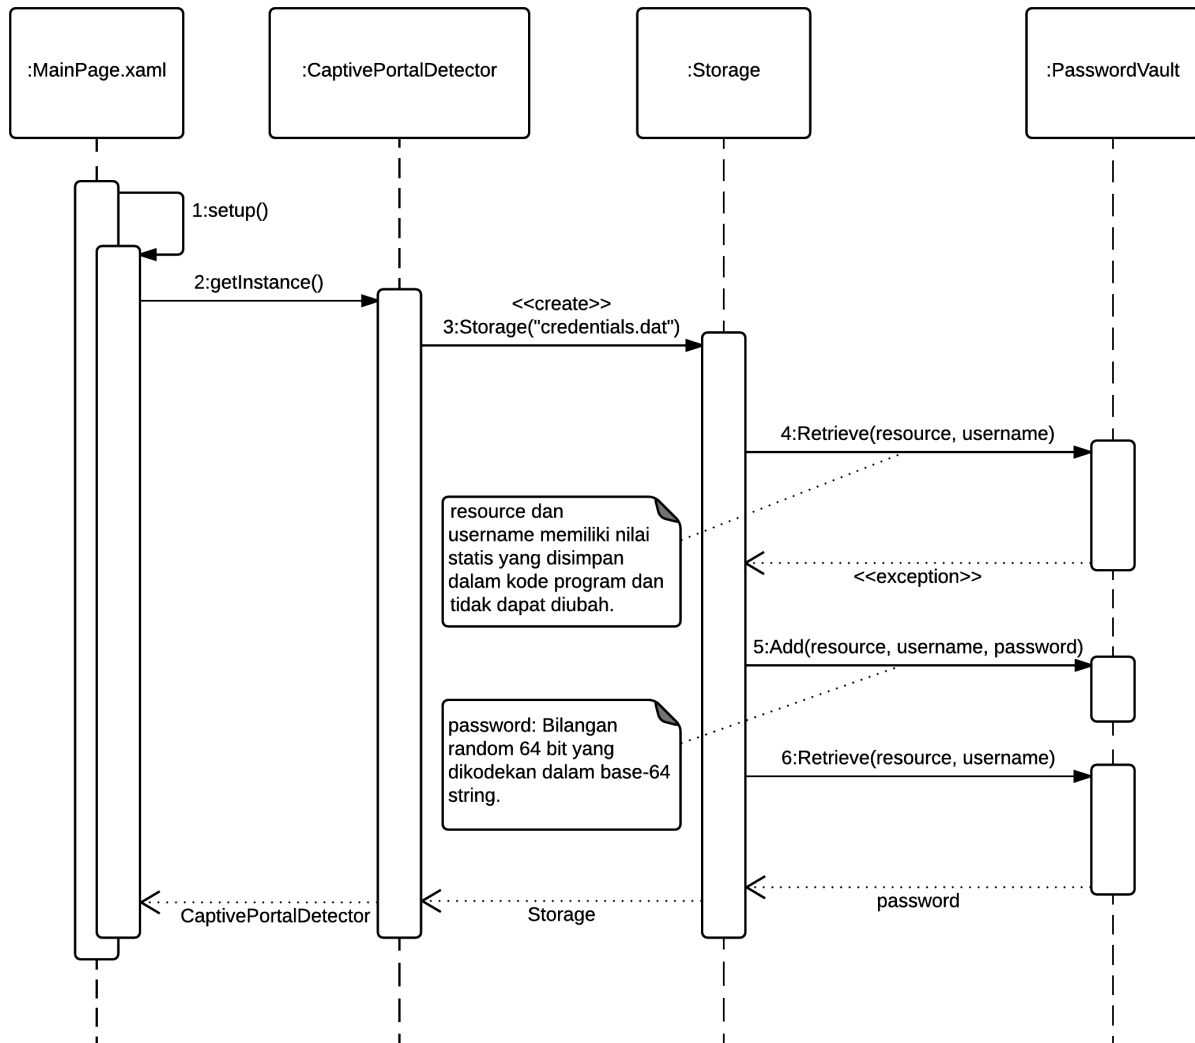 :MainPage.xaml
:CaptivePortalDetector
:Storage
:PasswordVault
1:setup()
2:getInstance()
<<create>>
3:Storage("credentials.dat")
4:Retrieve(resource, username)
resource dan
username memiliki nilai
statis yang disimpan
dalam kode program dan
tidak dapat diubah.
<<exception>>
5:Add(resource, username, password)
password: Bilangan
random 64 bit yang
dikodekan dalam base-64
string.
6:Retrieve(resource, username)
password
Storage
CaptivePortalDetector